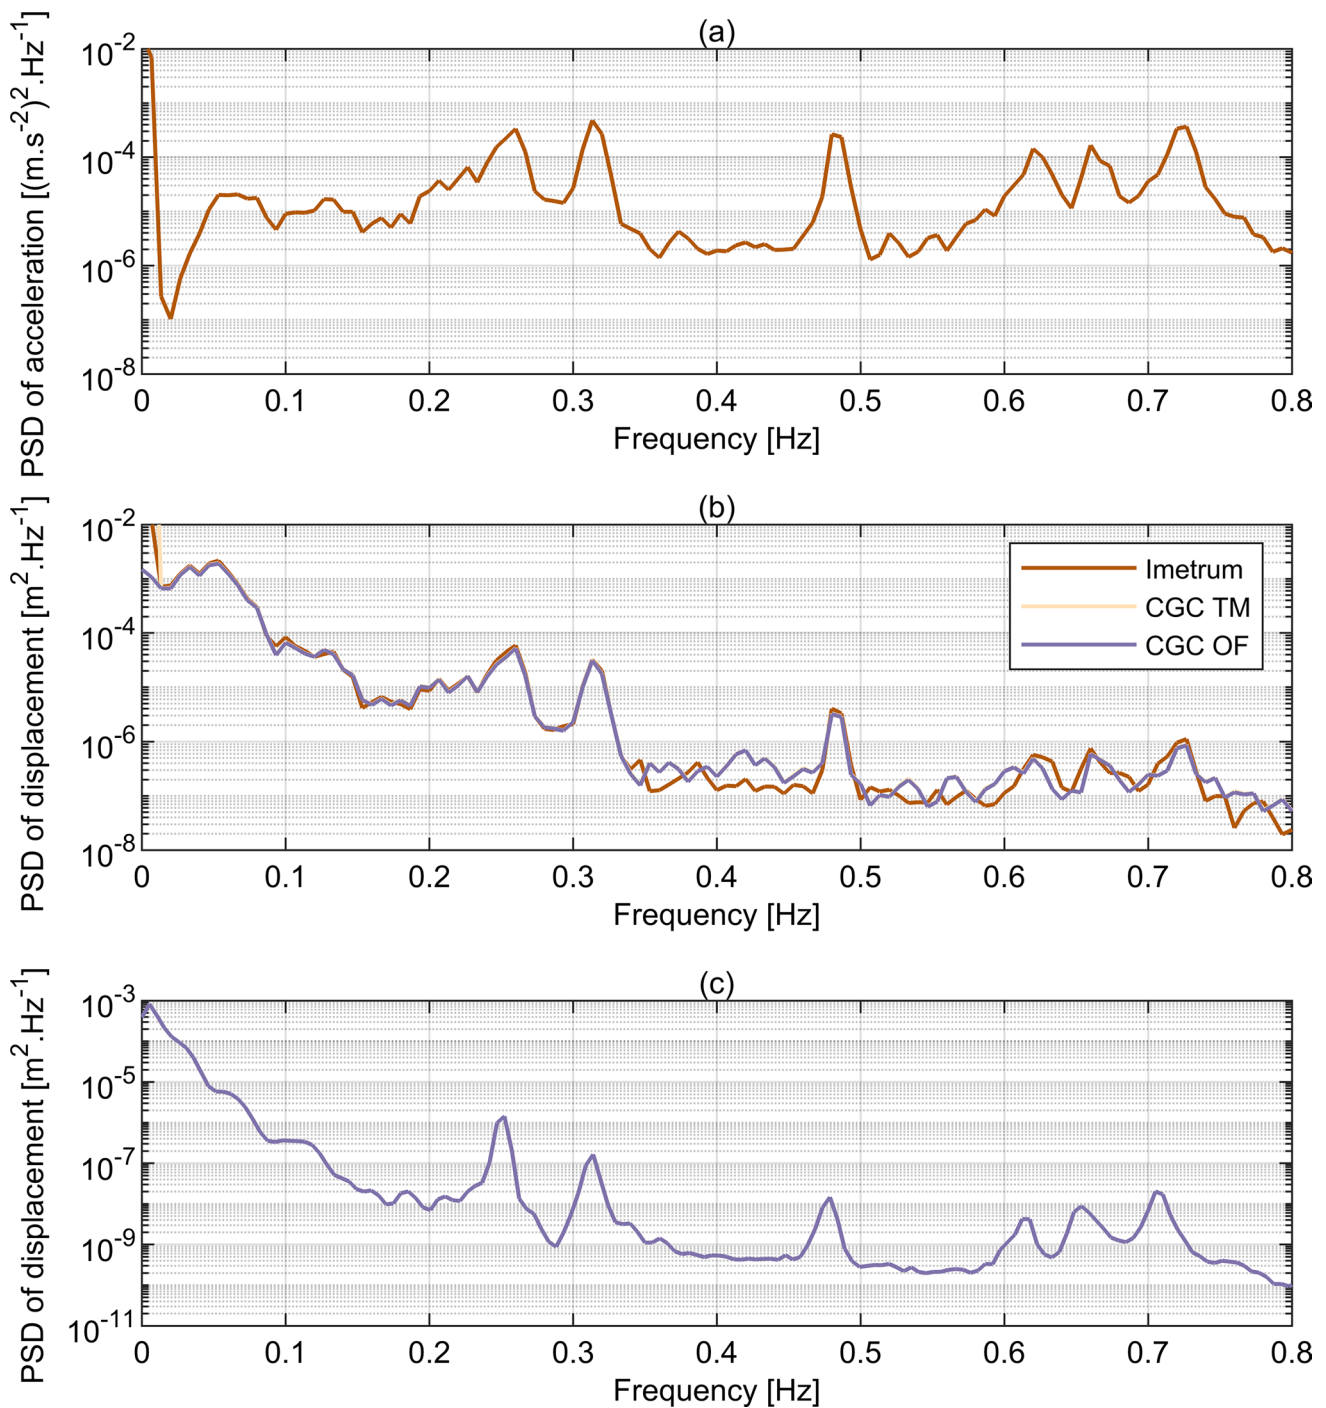 (a)
PSD of acceleration [(m.s⁻²)².Hz⁻¹]
10⁻²
10⁻⁴
10⁻⁶
10⁻⁸
0 0.1 0.2 0.3 0.4 0.5 0.6 0.7 0.8
Frequency [Hz]
(b)
PSD of displacement [m².Hz⁻¹]
10⁻²
10⁻⁴
10⁻⁶
10⁻⁸
Imetrum
CGC TM
CGC OF
0 0.1 0.2 0.3 0.4 0.5 0.6 0.7 0.8
Frequency [Hz]
(c)
PSD of displacement [m².Hz⁻¹]
10⁻³
10⁻⁵
10⁻⁷
10⁻⁹
10⁻¹¹
0 0.1 0.2 0.3 0.4 0.5 0.6 0.7 0.8
Frequency [Hz]